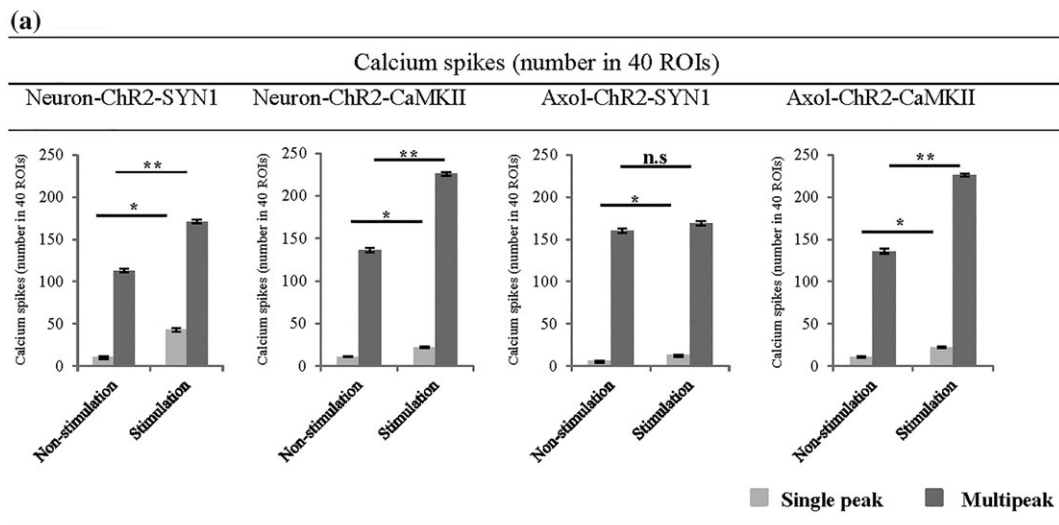 (a)
Calcium spikes (number in 40 ROIs)
Neuron-ChR2-SYN1 Neuron-ChR2-CaMKII Axol-ChR2-SYN1 Axol-ChR2-CaMKII
Calcium spikes (number in 40 ROIs)
250
200
150
100
50
0
**
*
Non-stimulation
Stimulation
Calcium spikes (number in 40 ROIs)
250
200
150
100
50
0
**
*
Non-stimulation
Stimulation
Calcium spikes (number in 40 ROIs)
250
200
150
100
50
0
n.s
*
Non-stimulation
Stimulation
Calcium spikes (number in 40 ROIs)
250
200
150
100
50
0
**
*
Non-stimulation
Stimulation
Single peak Multipeak